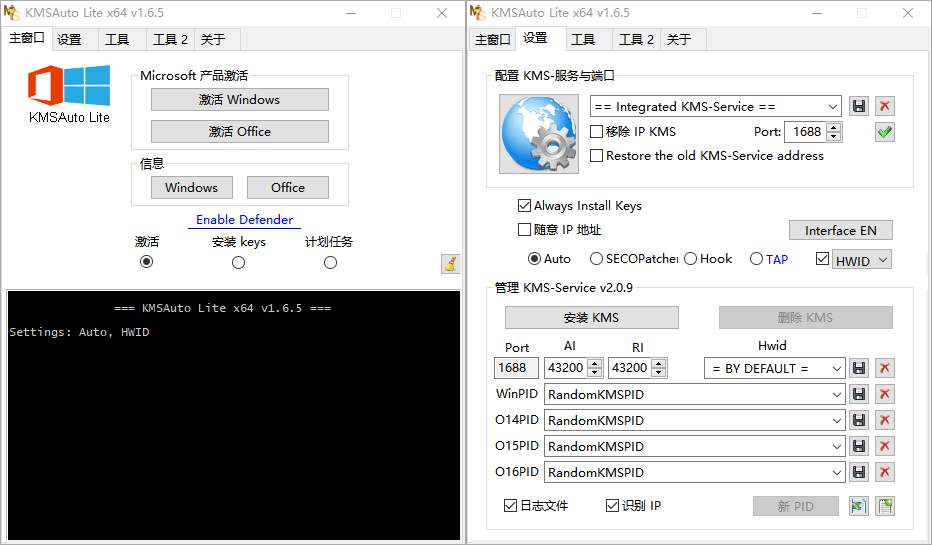 KMSAuto Lite x64 v1.6.5
主窗口 设置 工具 工具 2 关于
Microsoft 产品激活
激活 Windows
激活 Office
KMSAuto Lite
信息
Windows Office
Enable Defender
激活 安装 keys 计划任务
=== KMSAuto Lite x64 v1.6.5 ===
Settings: Auto, HWID
KMSAuto Lite x64 v1.6.5
主窗口 设置 工具 工具 2 关于
配置 KMS-服务与端口
== Integrated KMS-Service ==
移除 IP KMS Port: 1688
Restore the old KMS-Service address
Always Install Keys
随意 IP 地址 Interface EN
Auto SECOPatcher Hook TAP HWID
管理 KMS-Service v2.0.9
安装 KMS 删除 KMS
Port AI RI Hwid
1688 43200 43200 = BY DEFAULT =
WinPID RandomKMSPID
O14PID RandomKMSPID
O15PID RandomKMSPID
O16PID RandomKMSPID
日志文件 识别 IP 新 PID